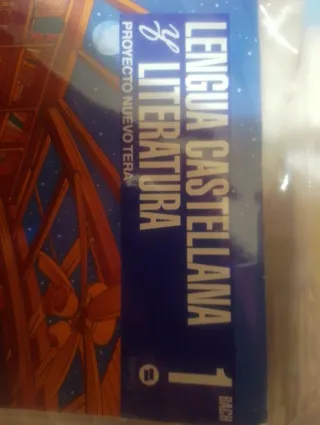 LENGUA CASTELLANA
y LITERATURA
PROYECTO NUEVO TERA
1 BACH